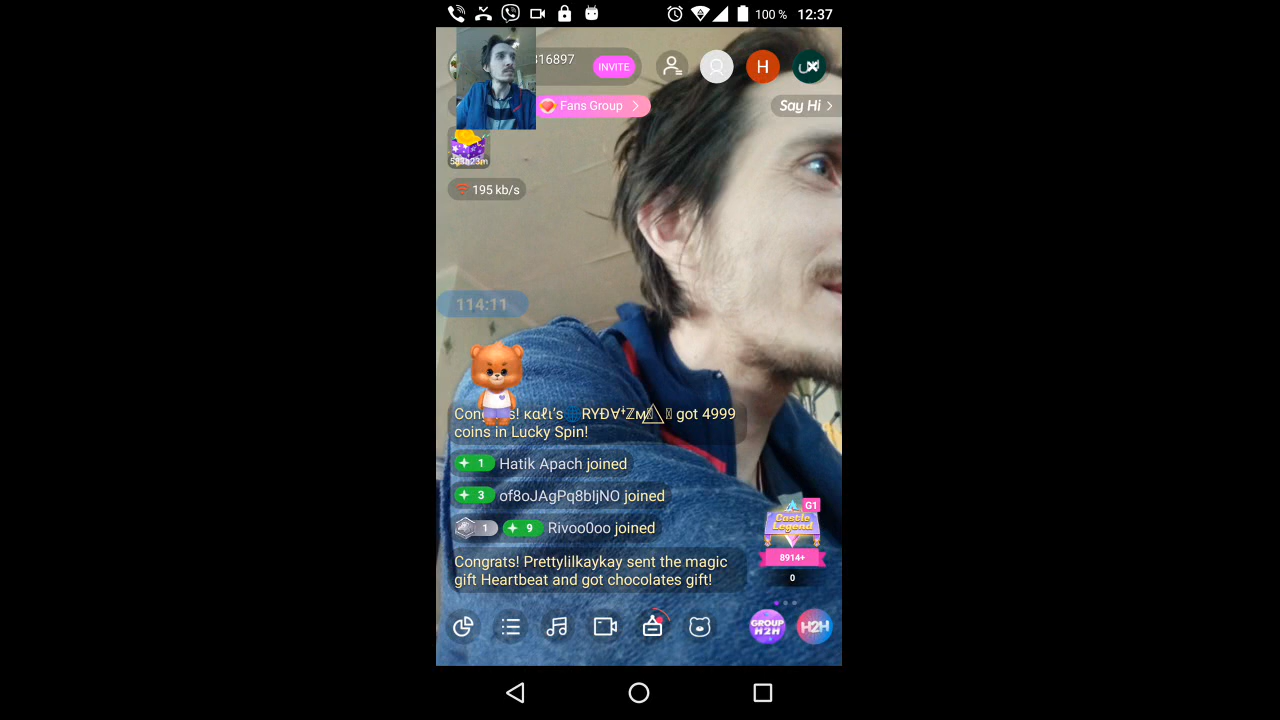 100 % 12:37
316897
INVITE
H
Fans Group
Say Hi
195 kb/s
114:11
got 4999
coins in Lucky Spin!
1 Hatik Apach joined
3 of8oJAgPq8bIjNO joined
1 9 Rivoo0oo joined
G1
Castle
Legend
8914+
0
Congrats! Prettylilkaykay sent the magic
gift Heartbeat and got chocolates gift!
GROUP
H2H
H2H